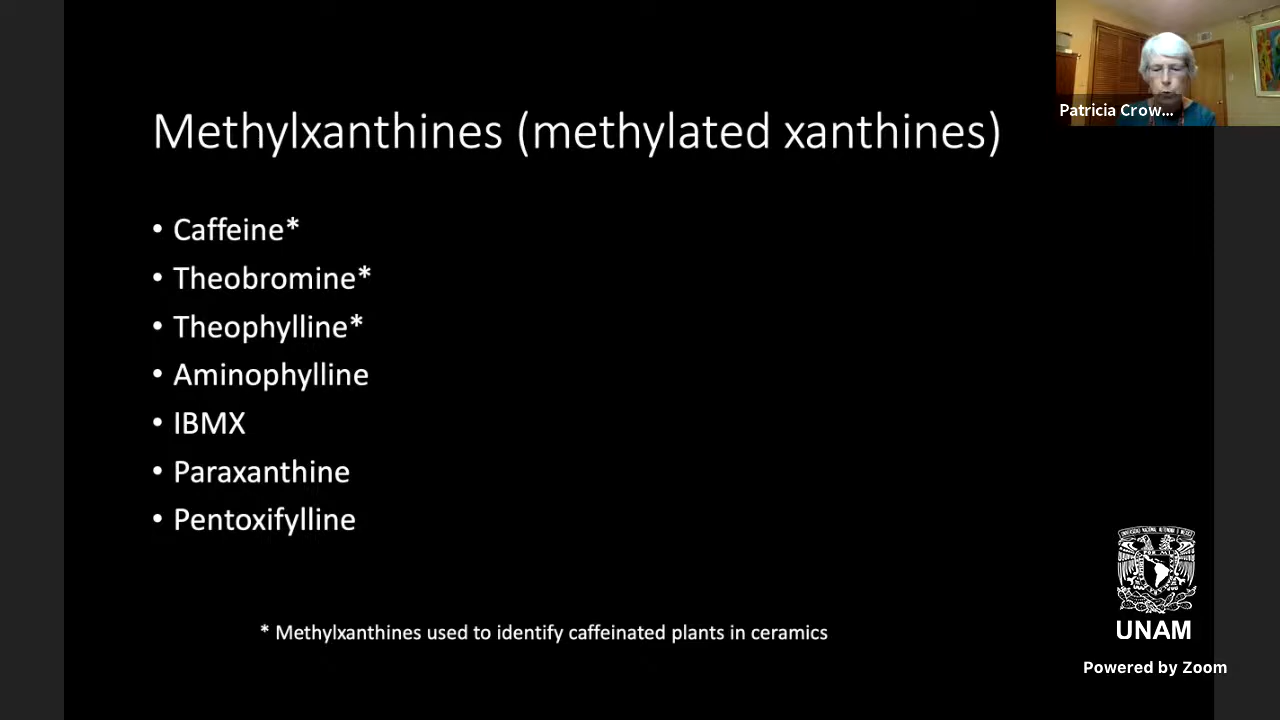 Methylxanthines (methylated xanthines)
Patricia Crow...
• Caffeine*
• Theobromine*
• Theophylline*
• Aminophylline
• IBMX
• Paraxanthine
• Pentoxifylline
* Methylxanthines used to identify caffeinated plants in ceramics
UNAM
Powered by Zoom